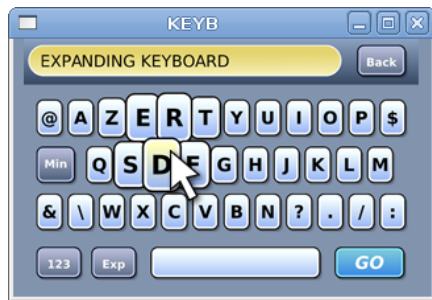 KEYB
EXPANDING KEYBOARD Back
@ A Z E R T Y U I O P $
Min Q S D F G H J K L M
& \ W X C V B N ? . / :
123 Exp GO